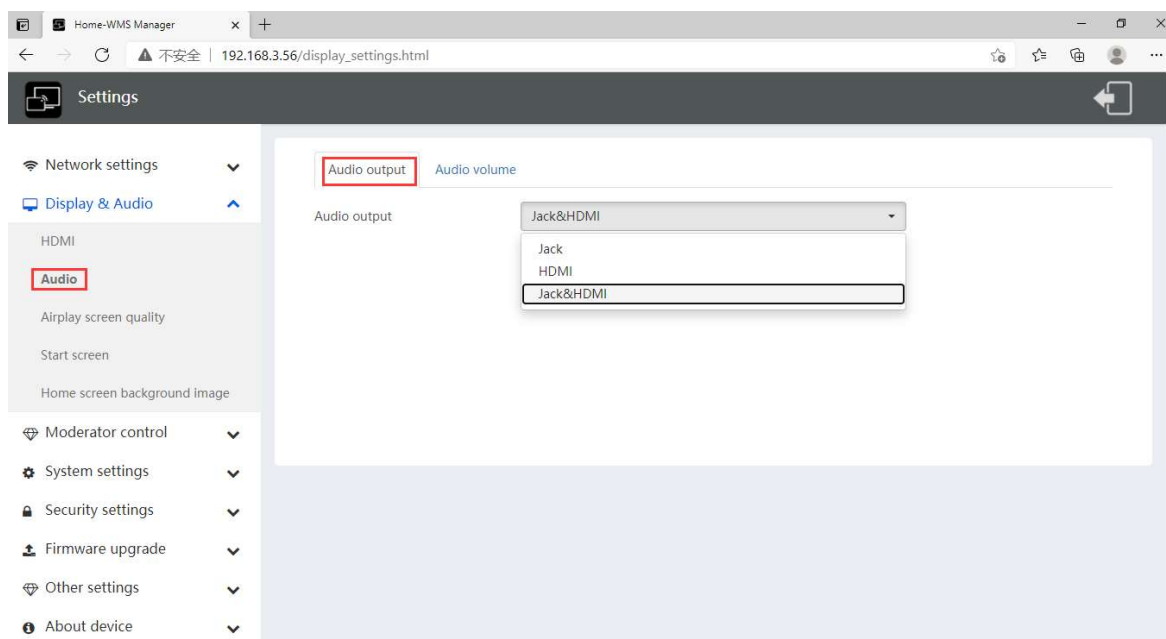 Home-WMS Manager
不安全 | 192.168.3.56/display_settings.html
Settings
Network settings
Display & Audio
HDMI
Audio
Airplay screen quality
Start screen
Home screen background image
Moderator control
System settings
Security settings
Firmware upgrade
Other settings
About device
Audio output
Audio volume
Audio output
Jack&HDMI
Jack
HDMI
Jack&HDMI